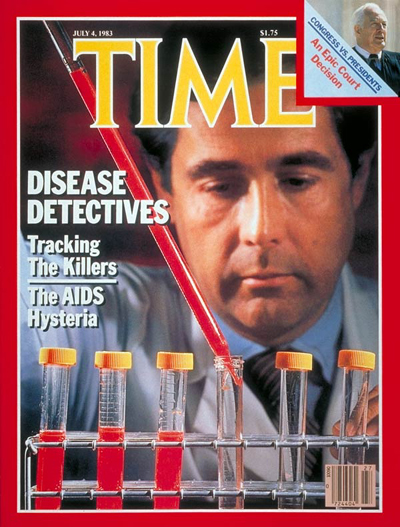 JULY 4, 1983
$1.75
TIME
CONGRESS VS. PRESIDENTS
An Epic Court
Decision
DISEASE
DETECTIVES
Tracking
The Killers
The AIDS
Hysteria